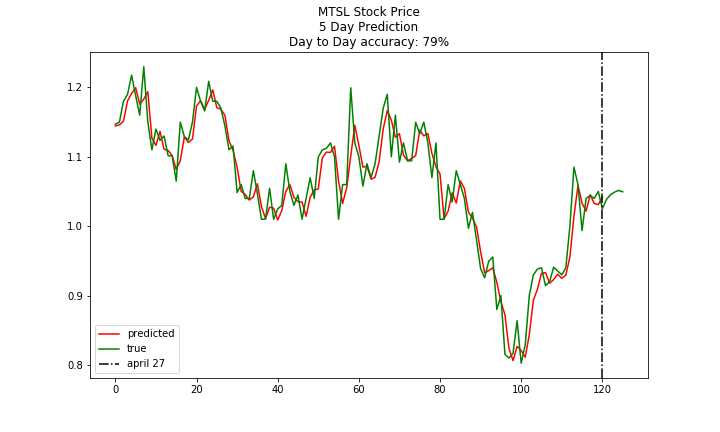 MTSL Stock Price
5 Day Prediction
Day to Day accuracy: 79%
1.2
1.1
1.0
0.9
0.8
predicted
true
april 27
0 20 40 60 80 100 120